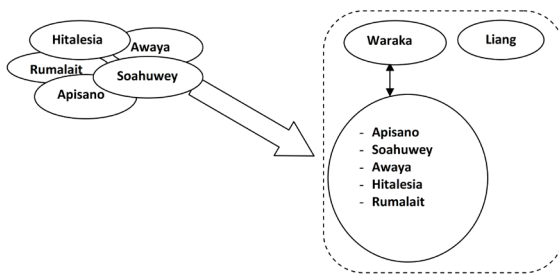 Hitalesia
Awaya
Rumalait
Soahuwey
Apisano
Waraka
Liang
- Apisano
- Soahuwey
- Awaya
- Hitalesia
- Rumalait